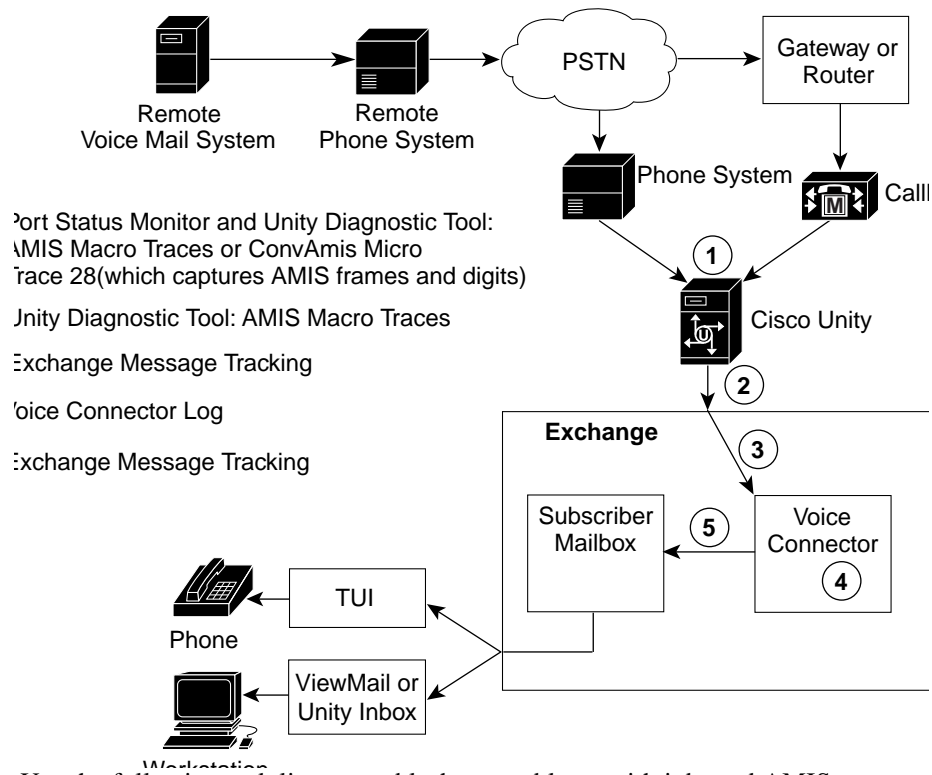 PSTN
Gateway or
Router
Remote
Voice Mail System
Remote
Phone System
Phone System
M
Port Status Monitor and Unity Diagnostic Tool:
AMIS Macro Traces or ConvAmis Micro
Trace 28(which captures AMIS frames and digits)
1
Unity Diagnostic Tool: AMIS Macro Traces
U
Cisco Unity
Exchange Message Tracking
2
Voice Connector Log
Exchange
3
Exchange Message Tracking
Subscriber
Mailbox
5
Voice
Connector
4
TUI
Phone
ViewMail or
Unity Inbox
Workstation